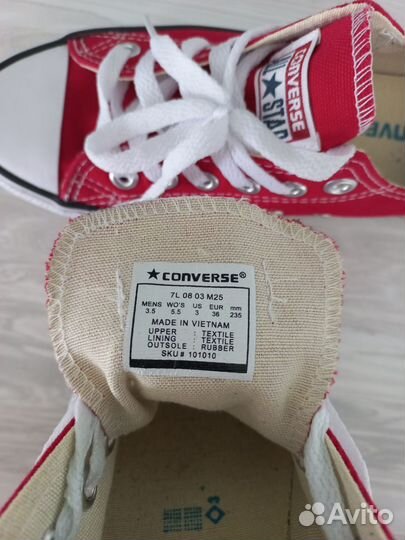 CONVERSE
STAR
★CONVERSE®
7L 08 03 M25
MENS WO'S US EUR mm
3.5 5.5 3 36 235
MADE IN VIETNAM
UPPER : TEXTILE
LINING : TEXTILE
OUTSOLE : RUBBER
SKU# 101010
Avito